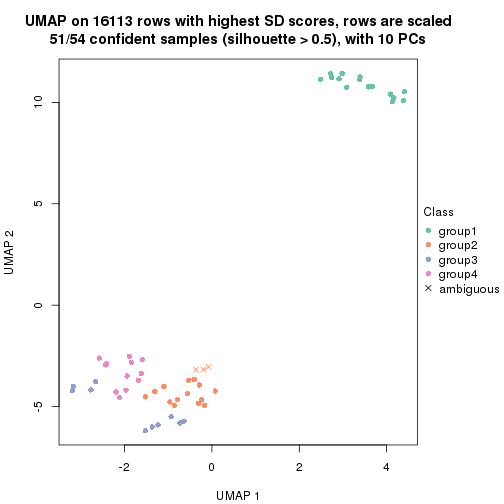 UMAP on 16113 rows with highest SD scores, rows are scaled
51/54 confident samples (silhouette > 0.5), with 10 PCs
10
5
0
-5
UMAP 2
-2
0
2
4
UMAP 1
Class
group1
group2
group3
group4
ambiguous